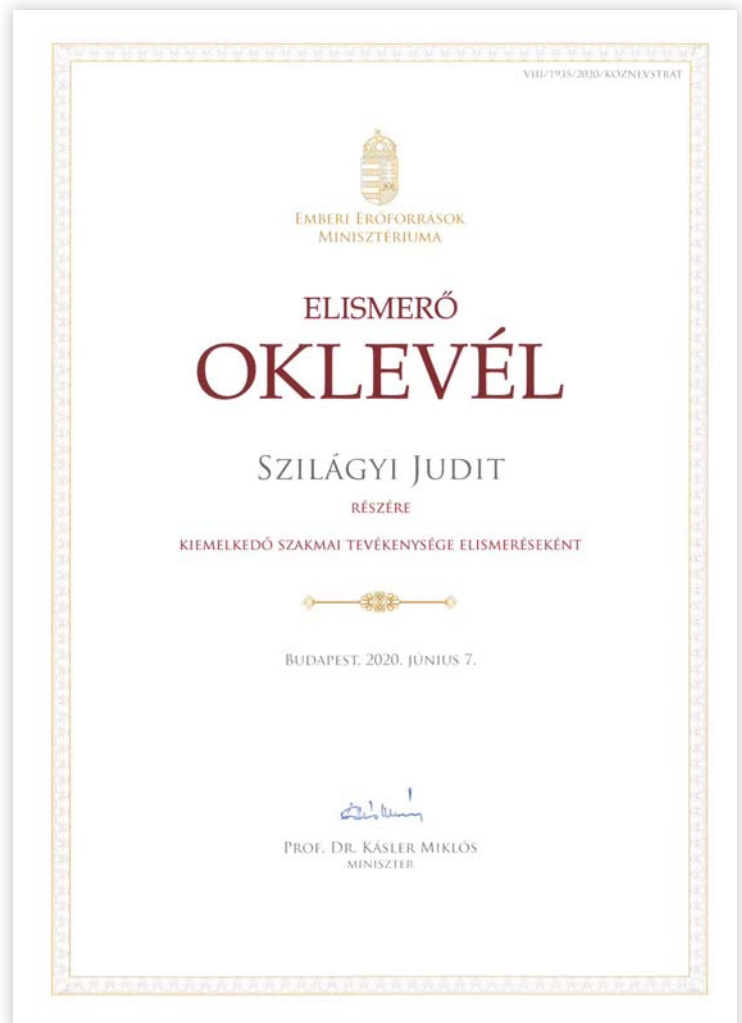 VIII/1935/2020/KOZNEVSTRAT
EMBERI ERŐFORRÁSOK
MINISZTÉRIUMA
ELISMERŐ
OKLEVÉL
SZILÁGYI JUDIT
RÉSZÉRE
KIEMELKEDŐ SZAKMAI TEVÉKENYSÉGE ELISMERÉSEKÉNT
BUDAPEST, 2020. JÚNIUS 7.
PROF. DR. KÁSLER MIKLÓS
MINISZTER